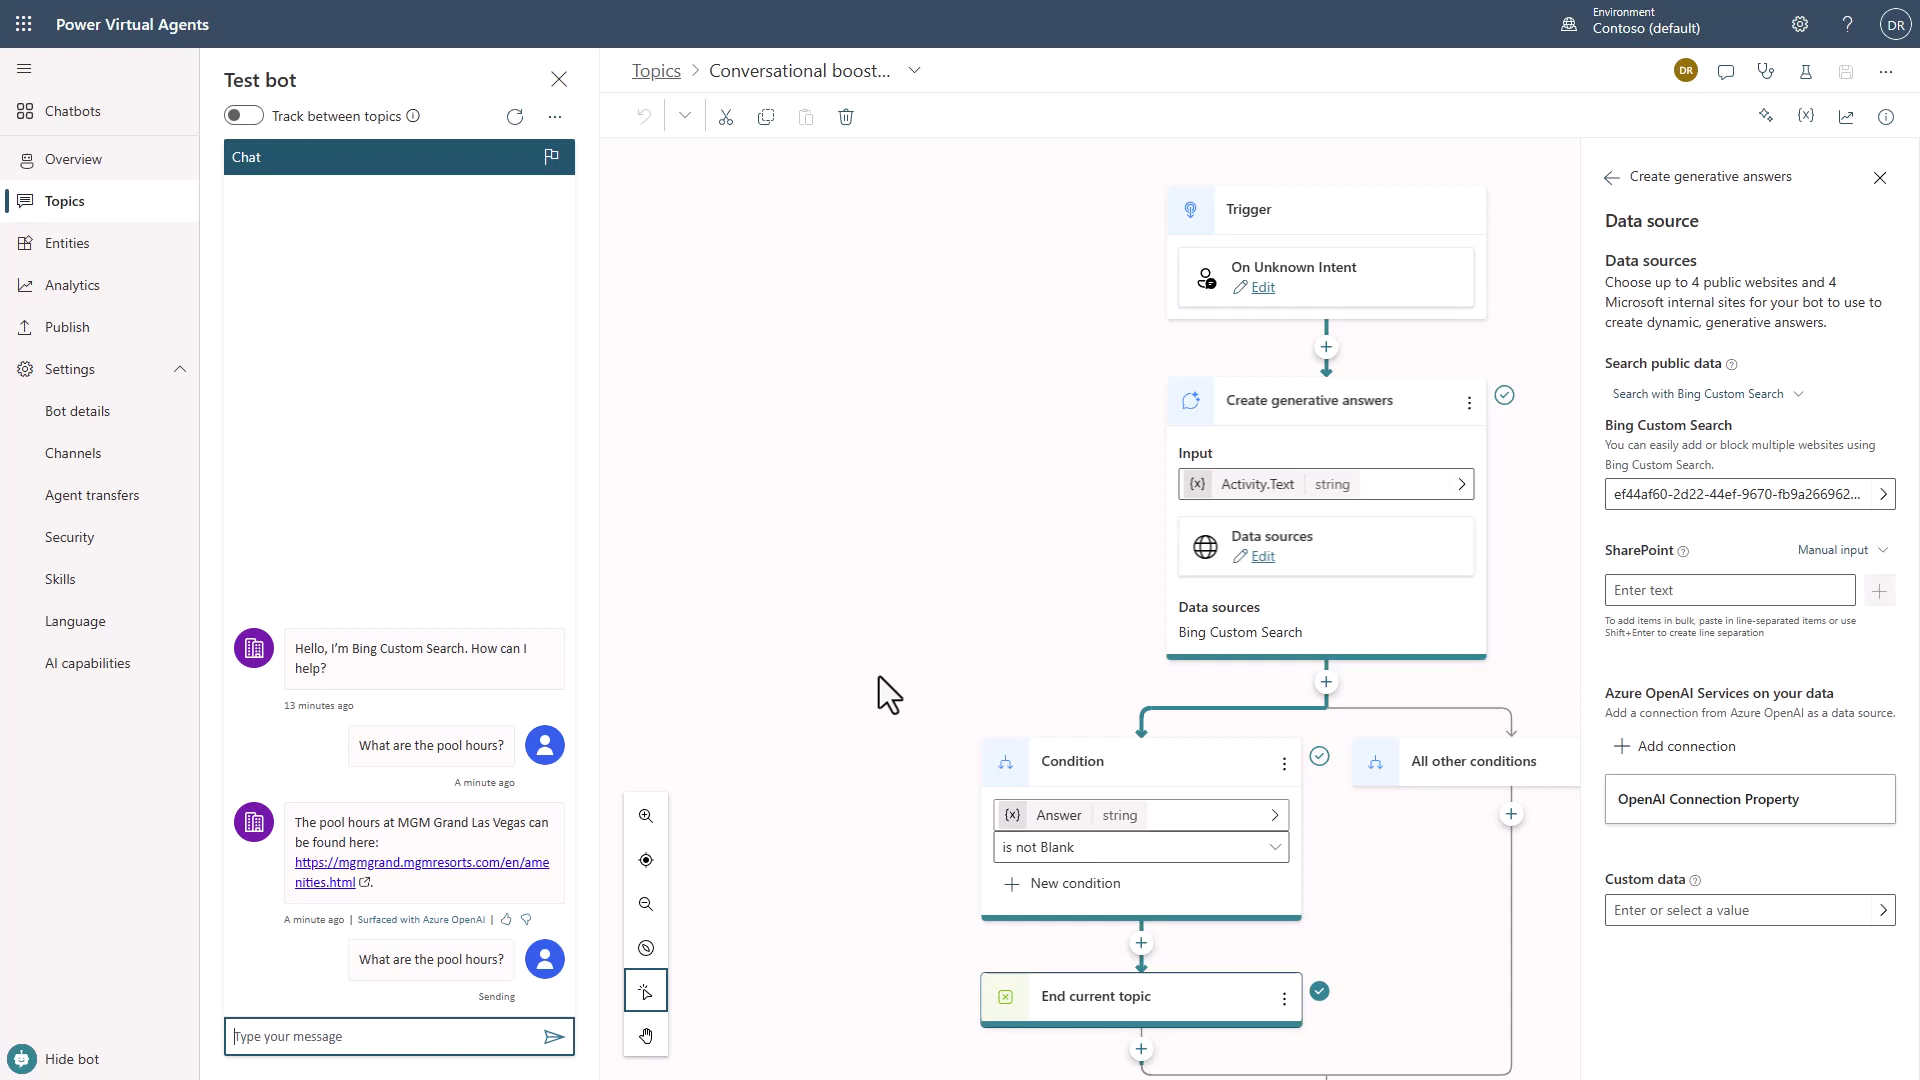 Power Virtual Agents
Environment
Contoso (default)
DR
Chatbots
Overview
Topics
Entities
Analytics
Publish
Settings
Bot details
Channels
Agent transfers
Security
Skills
Language
AI capabilities
Hide bot
Test bot
Track between topics
Chat
Hello, I'm Bing Custom Search. How can I
help?
13 minutes ago
What are the pool hours?
A minute ago
The pool hours at MGM Grand Las Vegas can
be found here:
https://mgmgrand.mgmresorts.com/en/ame
nities.html.
A minute ago | Surfaced with Azure OpenAI |
What are the pool hours?
Sending
Type your message
Topics > Conversational boost...
DR
Trigger
On Unknown Intent
Edit
Create generative answers
Input
{x} Activity.Text string
Data sources
Edit
Data sources
Bing Custom Search
Condition
{x} Answer string
is not Blank
New condition
All other conditions
End current topic
{x}
Create generative answers
Data source
Data sources
Choose up to 4 public websites and 4
Microsoft internal sites for your bot to use to
create dynamic, generative answers.
Search public data
Search with Bing Custom Search
Bing Custom Search
You can easily add or block multiple websites using
Bing Custom Search.
ef44af60-2d22-44ef-9670-fb9a266962...
SharePoint
Manual input
Enter text
To add items in bulk, paste in line-separated items or use
Shift+Enter to create line separation
Azure OpenAI Services on your data
Add a connection from Azure OpenAI as a data source.
Add connection
OpenAI Connection Property
Custom data
Enter or select a value